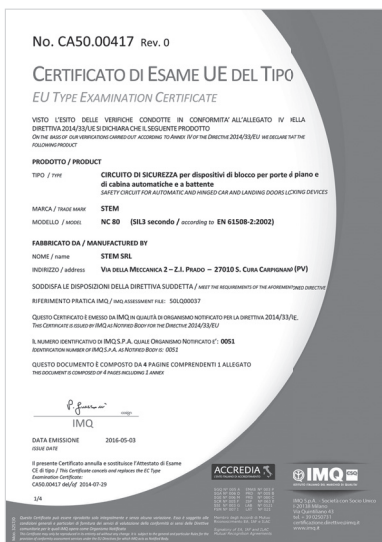 No. CA50.00417 Rev. 0
CERTIFICATO DI ESAME UE DEL TIPO
EU TYPE EXAMINATION CERTIFICATE
VISTO L'ESITO DELLE VERIFICHE CONDOTTE IN CONFORMITA' ALL'ALLEGATO IV DELLA
DIRETTIVA 2014/33/UE SI DICHIARA CHE IL SEGUENTE PRODOTTO
ON THE BASIS OF OUR VERIFICATIONS CARRIED OUT ACCORDING TO ANNEX IV OF THE DIRECTIVE 2014/33/EU WE DECLARE THAT THE
FOLLOWING PRODUCT
PRODOTTO / PRODUCT
TIPO / TYPE CIRCUITO DI SICUREZZA per dispositivi di blocco per porte di piano e
di cabina automatiche e a battente
SAFETY CIRCUIT FOR AUTOMATIC AND HINGED CAR AND LANDING DOORS LOCKING DEVICES
MARCA / TRADE MARK STEM
MODELLO / MODEL NC 80 (SIL3 secondo / according to EN 61508-2:2002)
FABBRICATO DA / MANUFACTURED BY
NOME / name STEM SRL
INDIRIZZO / address VIA DELLA MECCANICA 2 – Z.I. PRADO – 27010 S. CURA CARPIGNANO (PV)
SODDISFA LE DISPOSIZIONI DELLA DIRETTIVA SUDDETTA / MEET THE REQUIREMENTS OF THE AFOREMENTIONED DIRECTIVE
RIFERIMENTO PRATICA IMQ / IMQ ASSESSMENT FILE: 50LQ00037
QUESTO CERTIFICATO È EMESSO DA IMQ IN QUALITÀ DI ORGANISMO NOTIFICATO PER LA DIRETTIVA 2014/33/UE.
THIS CERTIFICATE IS ISSUED BY IMQ AS NOTIFIED BODY FOR THE DIRECTIVE 2014/33/EU
IL NUMERO IDENTIFICATIVO DI IMQ S.P.A. QUALE ORGANISMO NOTIFICATO E': 0051
IDENTIFICATION NUMBER OF IMQ S.P.A. AS NOTIFIED BODY IS: 0051
QUESTO DOCUMENTO È COMPOSTO DA 4 PAGINE COMPRENDENTI 1 ALLEGATO
THIS DOCUMENT IS COMPOSED OF 4 PAGES INCLUDING 1 ANNEX
IMQ
DATA EMISSIONE 2016-05-03
ISSUE DATE
Il presente Certificato annulla e sostituisce l'Attestato di Esame
CE di tipo / This Certificate cancels and replaces the EC Type
Examination Certificate:
CA50.00417 del/of 2014-07-29
1/4
ACCREDIA
IMQ CSQ
IMQ S.p.A. - Società con Socio Unico
I-20138 Milano
Via Quintiliano 43